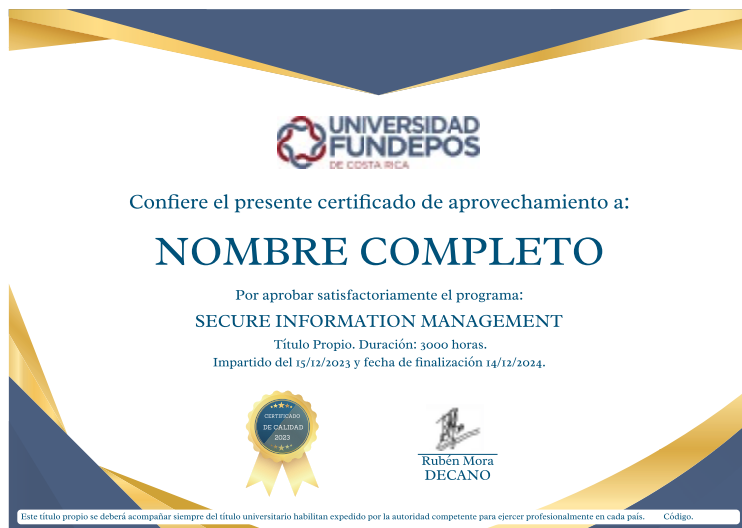 UNIVERSIDAD
FUNDEPOS
DE COSTA RICA
Confiere el presente certificado de aprovechamiento a:
NOMBRE COMPLETO
Por aprobar satisfactoriamente el programa:
SECURE INFORMATION MANAGEMENT
Título Propio. Duración: 3000 horas.
Impartido del 15/12/2023 y fecha de finalización 14/12/2024.
CERTIFICADO
DE CALIDAD
2023
Rubén Mora
DECANO
Este título propio se deberá acompañar siempre del título universitario habilitan expedido por la autoridad competente para ejercer profesionalmente en cada país. Código.